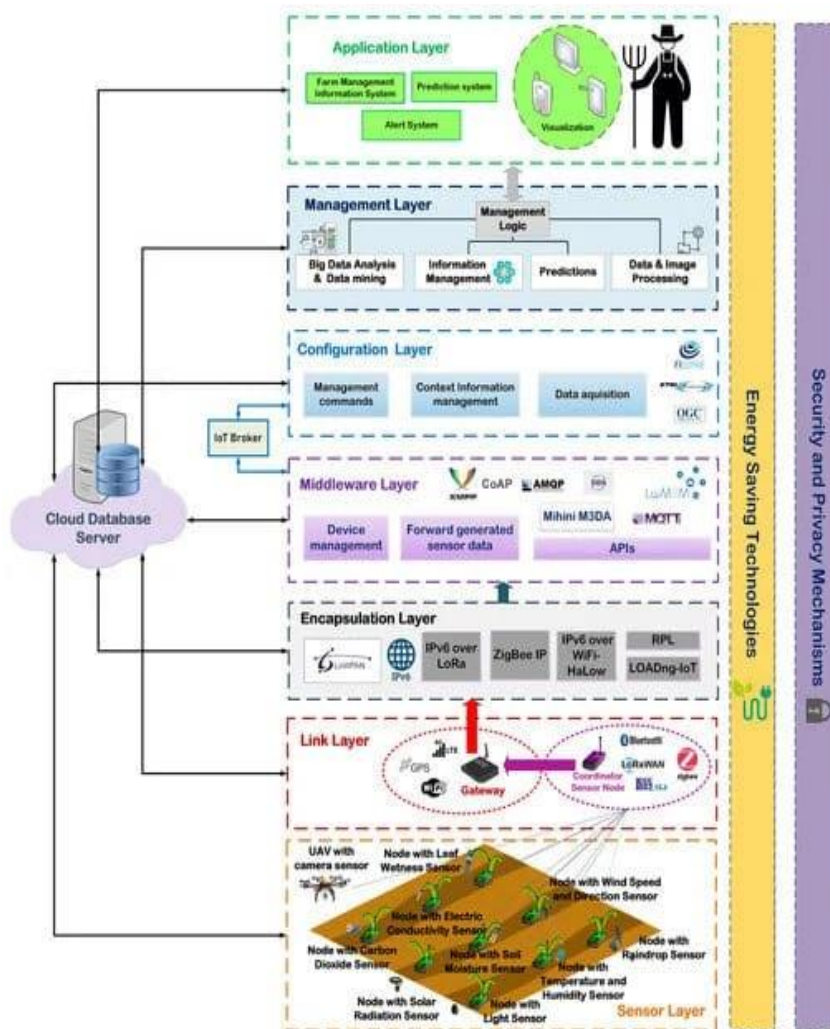 Application Layer
Farm Management
Information System
Prediction system
Alert System
Visualization
Management Layer
Management
Logic
Big Data Analysis
& Data mining
Information
Management
Predictions
Data & Image
Processing
Configuration Layer
Management
commands
Context Information
management
Data aquisition
OGC
IoT Broker
Cloud Database
Server
Middleware Layer
XMPP
CoAP
AMQP
LwM2M
Mihini M3DA
MQTT
Device
management
Forward generated
sensor data
APIs
Encapsulation Layer
6LoWPAN
IPv6
IPv6 over
LoRa
ZigBee IP
IPv6 over
WiFi-
HaLow
RPL
LOADng-IoT
Link Layer
4G
LTE
GPS
WiFi
Gateway
Coordinator
Sensor Node
Bluetooth
LoRaWAN
zigbee
UAV with
camera sensor
Node with Leaf
Wetness Sensor
Node with Wind Speed
and Direction Sensor
Node with Electric
Conductivity Sensor
Node with Carbon
Dioxide Sensor
Node with Soil
Moisture Sensor
Node with
Raindrop Sensor
Node with
Temperature and
Humidity Sensor
Node with Solar
Radiation Sensor
Node with
Light Sensor
Sensor Layer
Energy Saving Technologies
Security and Privacy Mechanisms